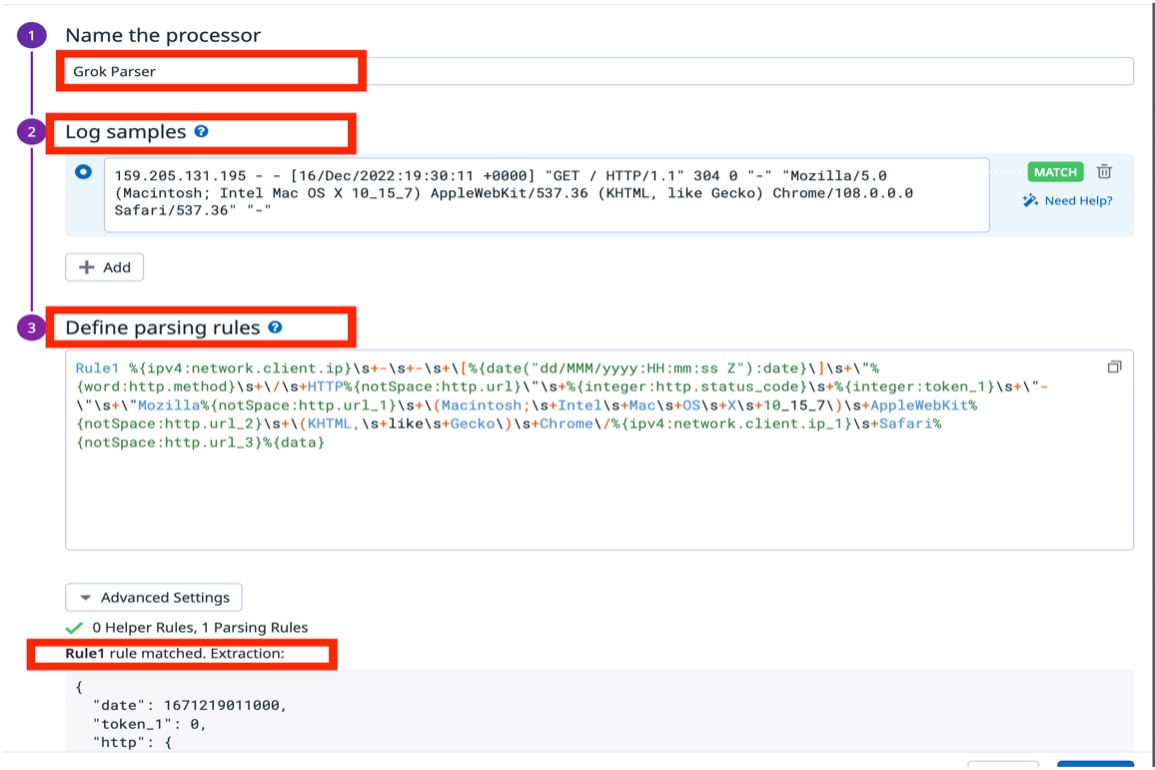 1 Name the processor
Grok Parser
2 Log samples ?
159.205.131.195 - - [16/Dec/2022:19:30:11 +0000] "GET / HTTP/1.1" 304 0 "-" "Mozilla/5.0
(Macintosh; Intel Mac OS X 10_15_7) AppleWebKit/537.36 (KHTML, like Gecko) Chrome/108.0.0.0
Safari/537.36" "-"
MATCH
Need Help?
+ Add
3 Define parsing rules ?
Rule1 %{ipv4:network.client.ip}\s+-\s+-\s+\[%{date("dd/MMM/yyyy:HH:mm:ss Z"):date}\]\s+\"%
{word:http.method}\s+\/\s+HTTP%{notSpace:http.url}\"\s+%{integer:http.status_code}\s+%{integer:token_1}\s+\"-
\"\s+\"Mozilla%{notSpace:http.url_1}\s+\(Macintosh;\s+Intel\s+Mac\s+OS\s+X\s+10_15_7\)\s+AppleWebKit%
{notSpace:http.url_2}\s+\(KHTML,\s+like\s+Gecko\)\s+Chrome\/%{ipv4:network.client.ip_1}\s+Safari%
{notSpace:http.url_3}%{data}
Advanced Settings
0 Helper Rules, 1 Parsing Rules
Rule1 rule matched. Extraction:
{
"date": 1671219011000,
"token_1": 0,
"http": {